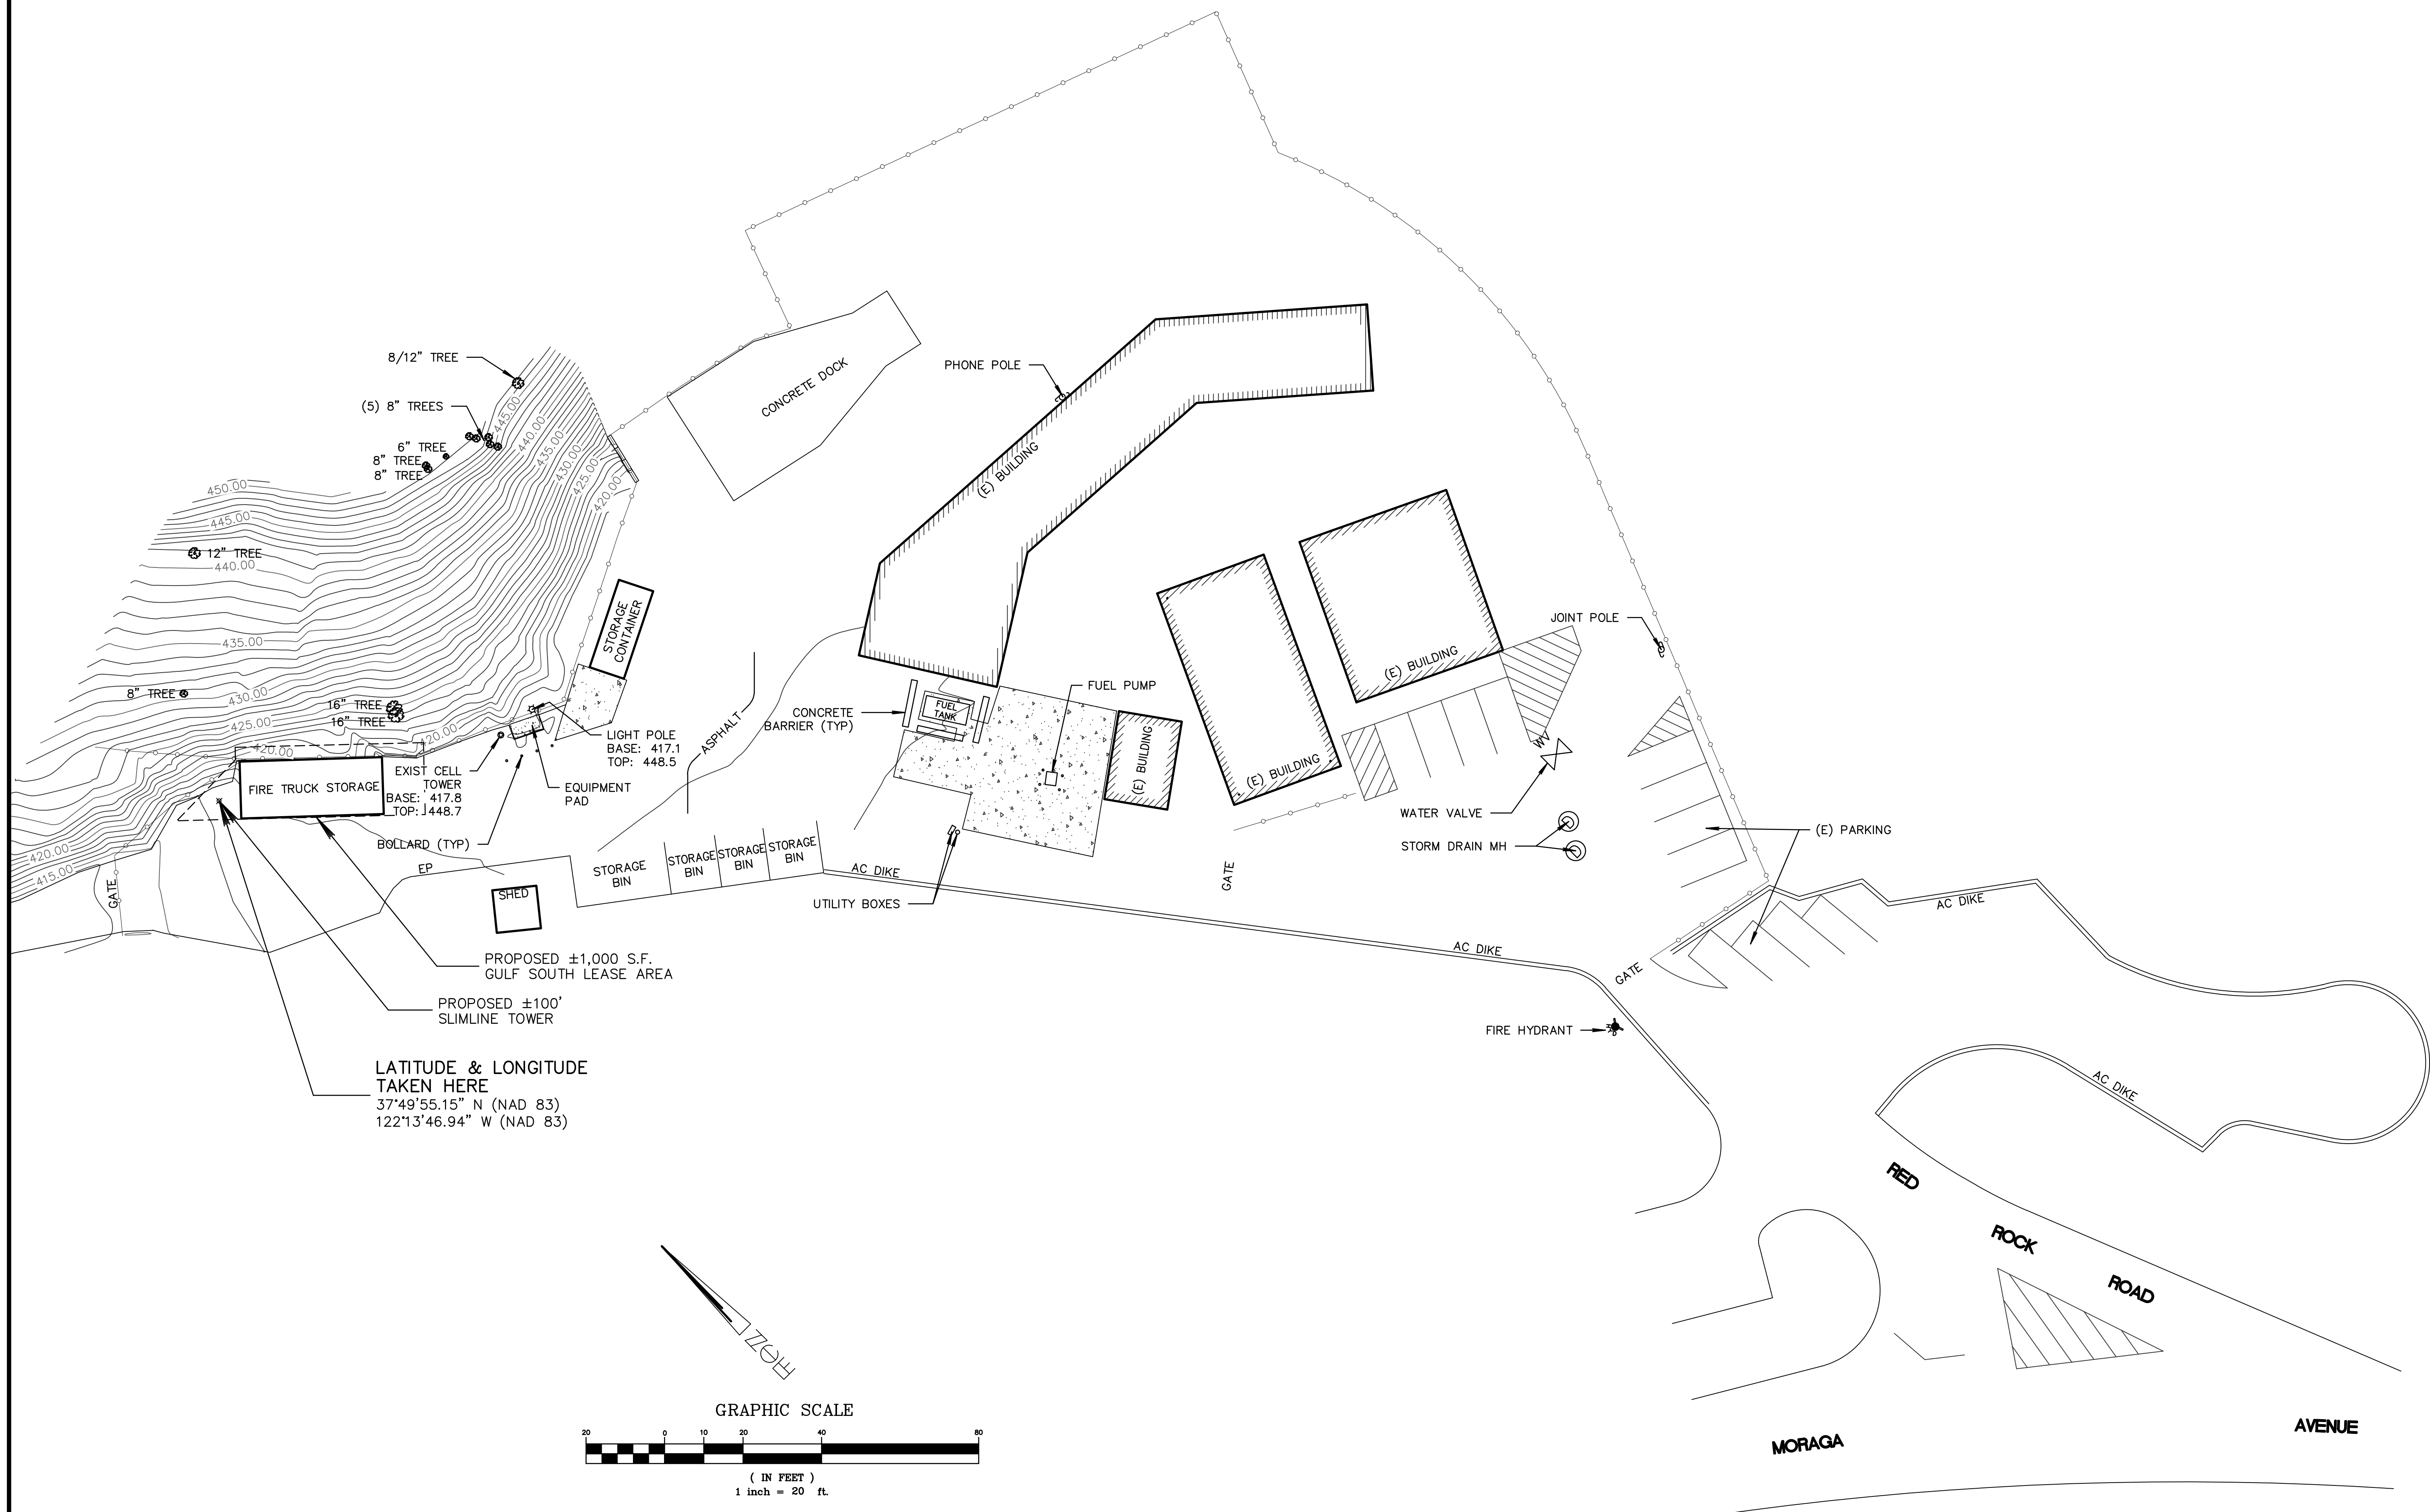 8/12" TREE
(5) 8" TREES
6" TREE
8" TREE
8" TREE
450.00
445.00
12" TREE
440.00
435.00
8" TREE
430.00
425.00
16" TREE
16" TREE
420.00
420.00
445.00
440.00
435.00
430.00
425.00
420.00
420.00
415.00
CONCRETE DOCK
PHONE POLE
(E) BUILDING
STORAGE
CONTAINER
LIGHT POLE
BASE: 417.1
TOP: 448.5
EXIST CELL
TOWER
BASE: 417.8
TOP: 448.7
EQUIPMENT
PAD
BOLLARD (TYP)
FIRE TRUCK STORAGE
GATE
EP
SHED
ASPHALT
STORAGE
BIN
STORAGE
BIN
STORAGE
BIN
STORAGE
BIN
AC DIKE
CONCRETE
BARRIER (TYP)
FUEL
TANK
FUEL PUMP
(E) BUILDING
(E) BUILDING
(E) BUILDING
JOINT POLE
WV
WATER VALVE
STORM DRAIN MH
(E) PARKING
UTILITY BOXES
GATE
AC DIKE
GATE
AC DIKE
FIRE HYDRANT
AC DIKE
PROPOSED ±1,000 S.F.
GULF SOUTH LEASE AREA
PROPOSED ±100'
SLIMLINE TOWER
LATITUDE & LONGITUDE
TAKEN HERE
37°49'55.15" N (NAD 83)
122°13'46.94" W (NAD 83)
RED
ROCK
ROAD
MORAGA
AVENUE
GRAPHIC SCALE
20 0 10 20 40 80
( IN FEET )
1 inch = 20 ft.